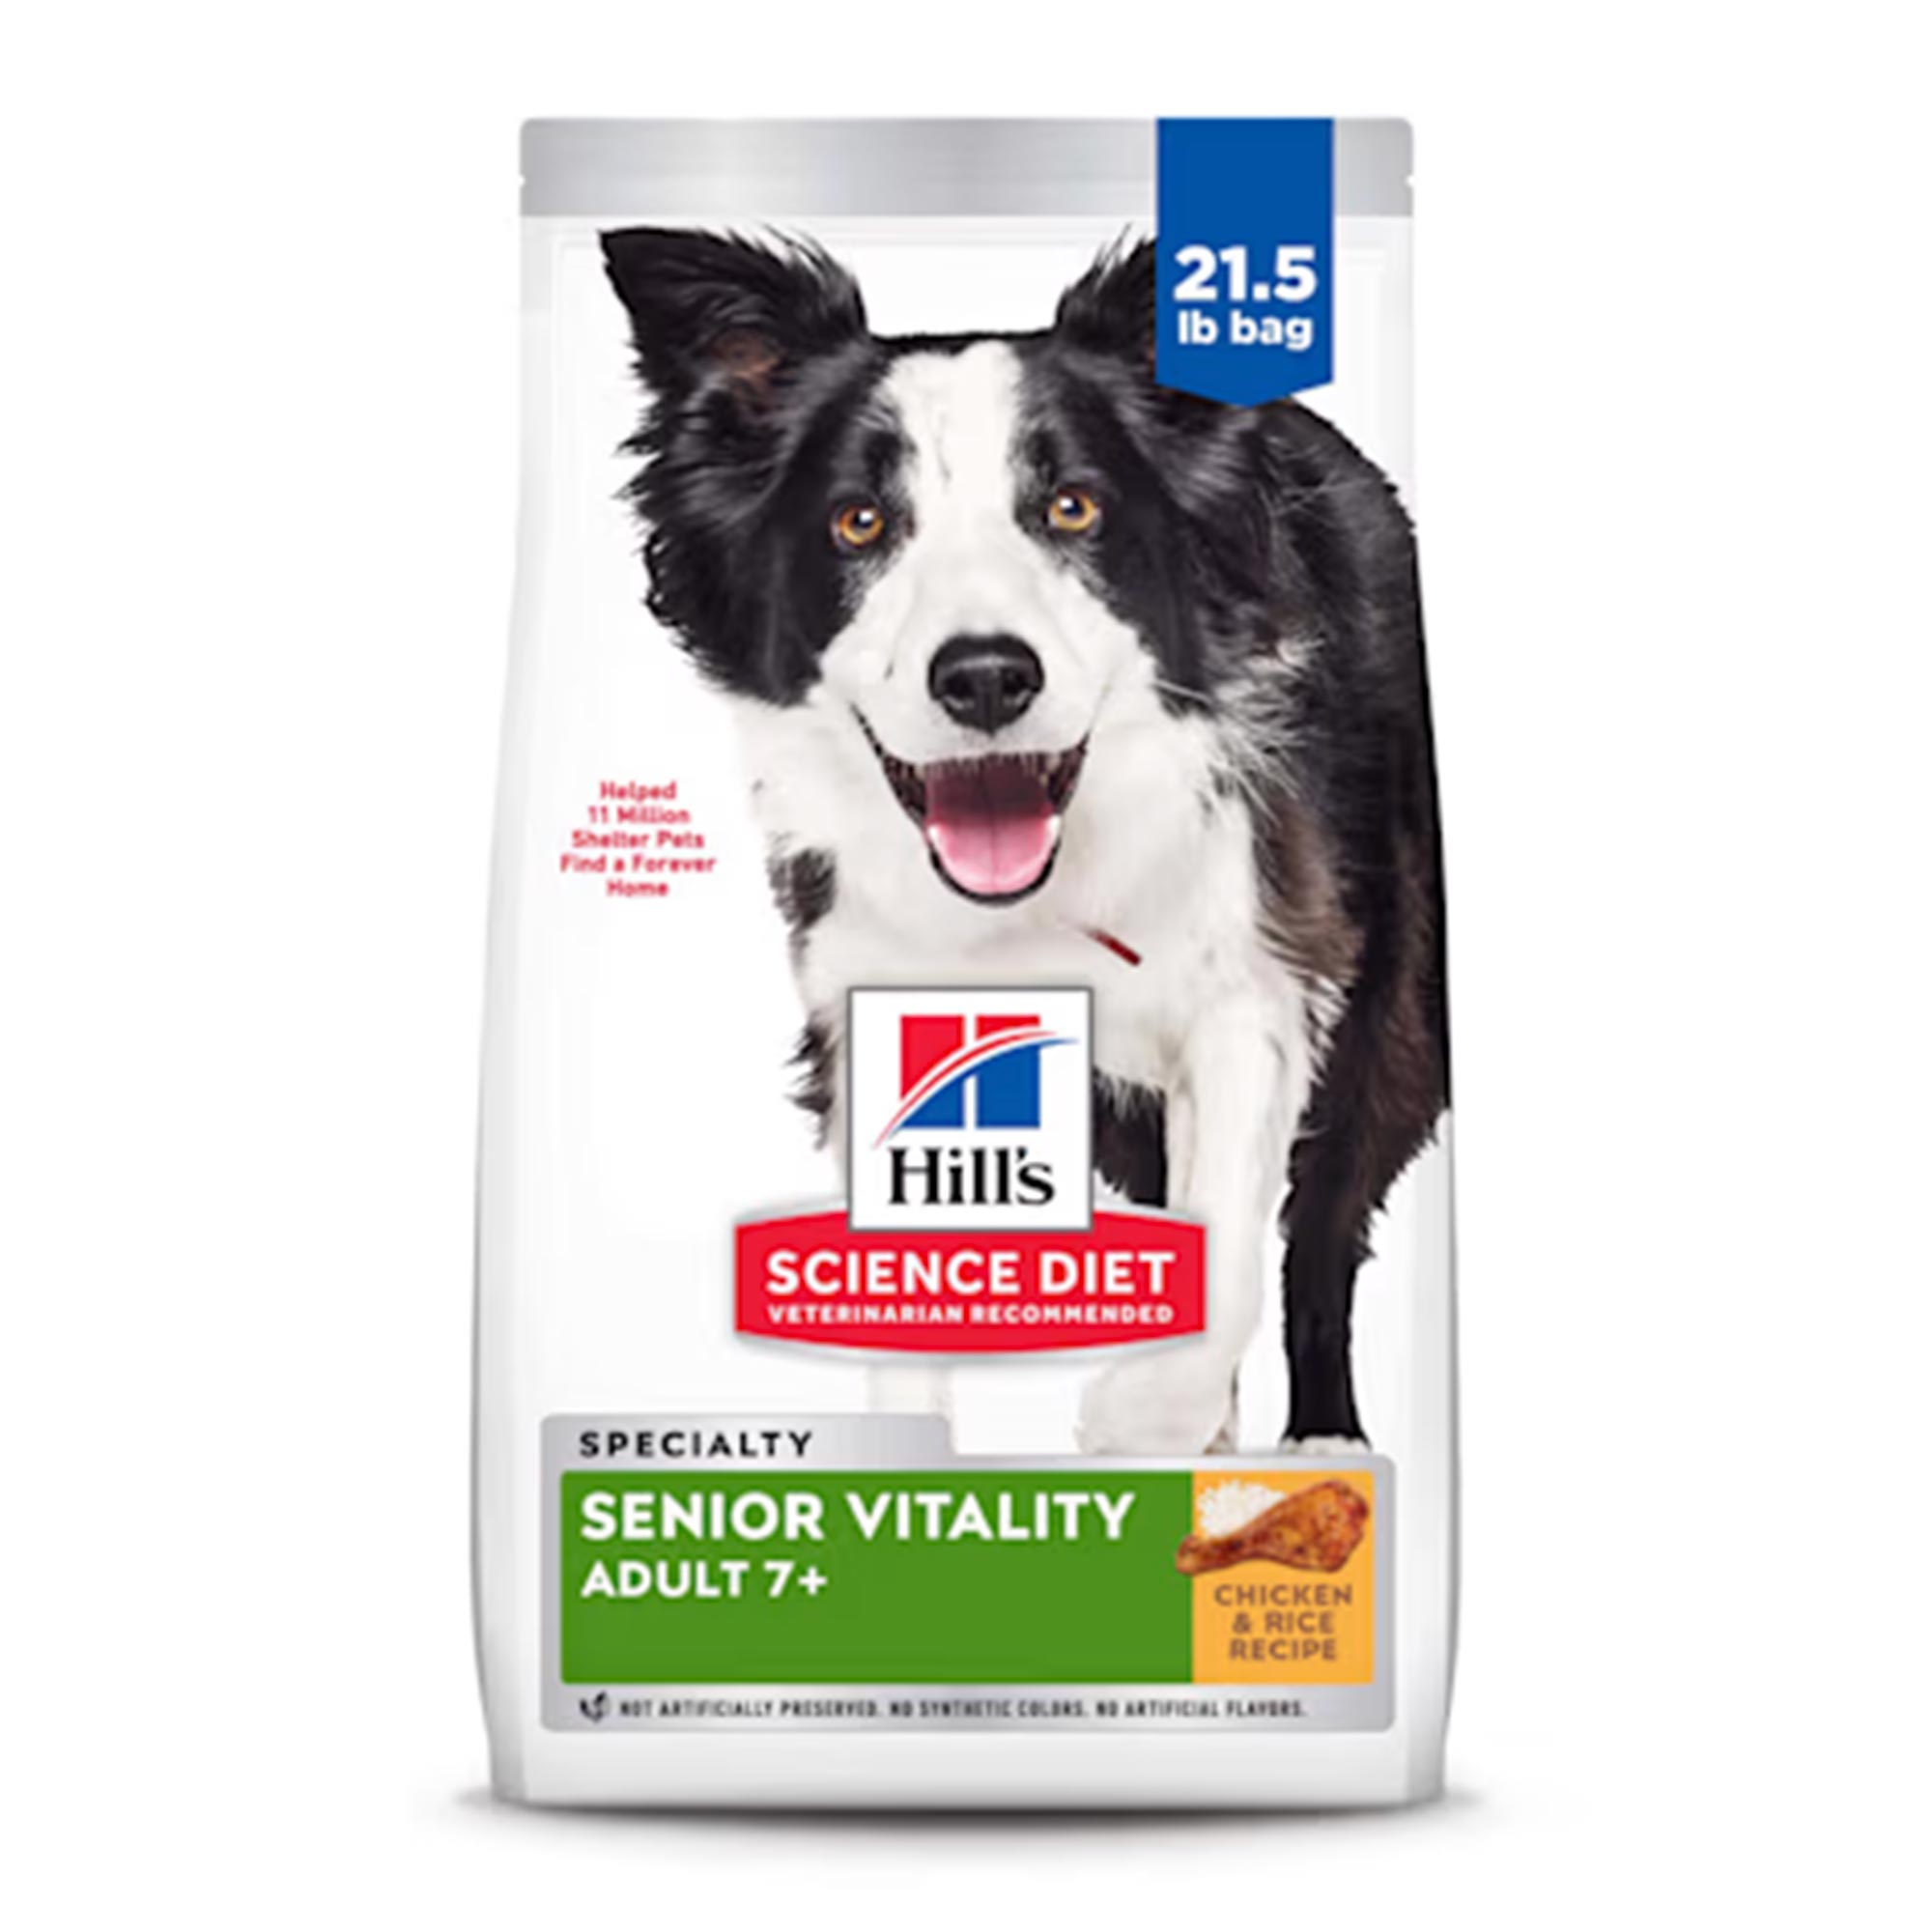 21.5
lb bag
Helped
11 Million
Shelter Pets
Find a Forever
Home
Hill's
SCIENCE DIET
VETERINARIAN RECOMMENDED
SPECIALTY
SENIOR VITALITY
ADULT 7+
CHICKEN
& RICE
RECIPE
NOT ARTIFICIALLY PRESERVED. NO SYNTHETIC COLORS. NO ARTIFICIAL FLAVORS.